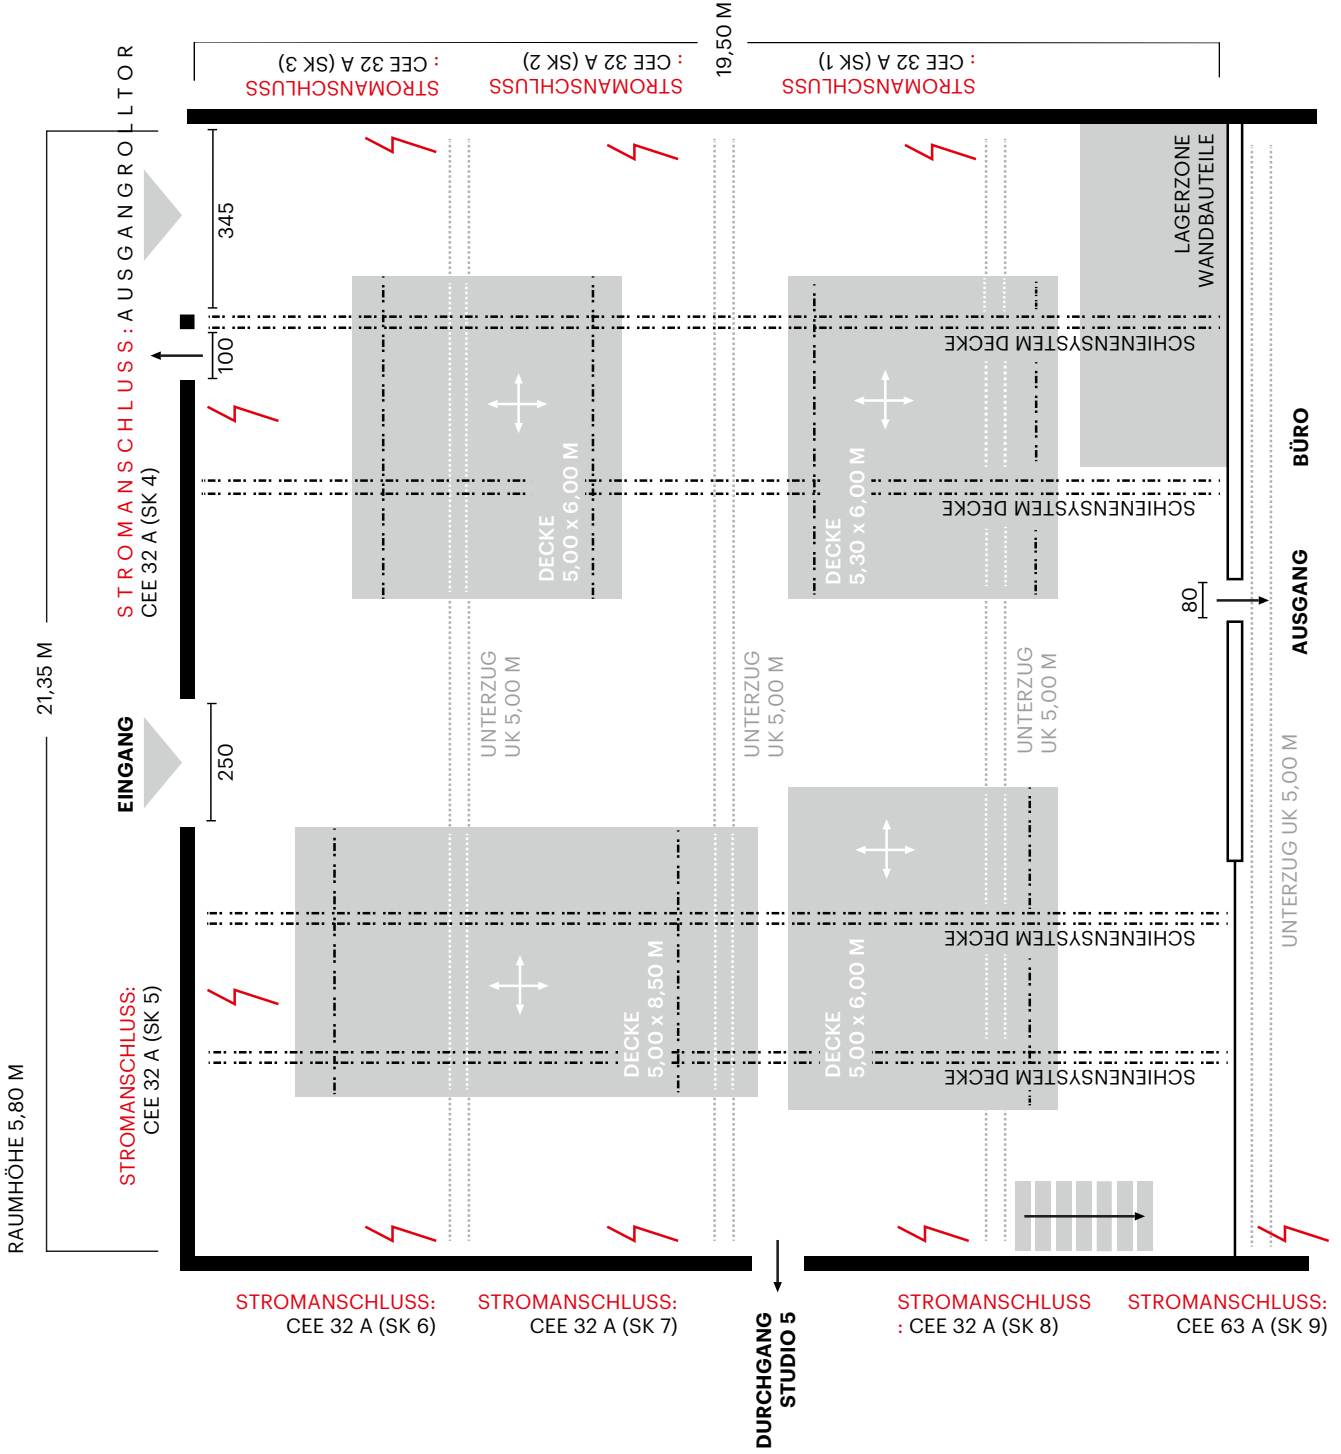 RAUMHÖHE 5,80 M
21,35 M
19,50 M
STROMANSCHLUSS
: CEE 32 A (SK 3)
STROMANSCHLUSS
: CEE 32 A (SK 2)
STROMANSCHLUSS
: CEE 32 A (SK 1)
STROMANSCHLUSS: AUSGANGROLLTOR
CEE 32 A (SK 4)
345
100
EINGANG
250
STROMANSCHLUSS:
CEE 32 A (SK 5)
LAGERZONE
WANDBAUTEILE
SCHIENENSYSTEM DECKE
SCHIENENSYSTEM DECKE
DECKE
5,00 x 6,00 M
DECKE
5,30 x 6,00 M
UNTERZUG
UK 5,00 M
UNTERZUG
UK 5,00 M
UNTERZUG
UK 5,00 M
80
AUSGANG
BÜRO
UNTERZUG UK 5,00 M
SCHIENENSYSTEM DECKE
SCHIENENSYSTEM DECKE
DECKE
5,00 x 8,50 M
DECKE
5,00 x 6,00 M
STROMANSCHLUSS:
CEE 32 A (SK 6)
STROMANSCHLUSS:
CEE 32 A (SK 7)
DURCHGANG
STUDIO 5
STROMANSCHLUSS
: CEE 32 A (SK 8)
STROMANSCHLUSS:
CEE 63 A (SK 9)